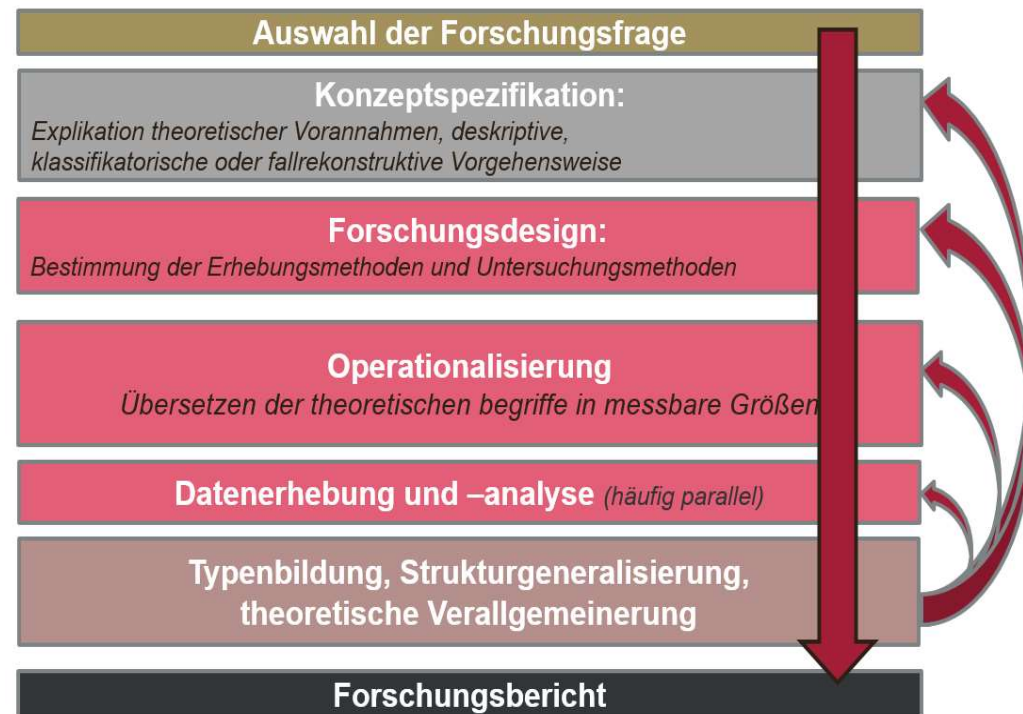 Auswahl der Forschungsfrage
Konzeptspezifikation:
Explikation theoretischer Vorannahmen, deskriptive,
klassifikatorische oder fallrekonstruktive Vorgehensweise
Forschungsdesign:
Bestimmung der Erhebungsmethoden und Untersuchungsmethoden
Operationalisierung
Übersetzen der theoretischen begriffe in messbare Größen
Datenerhebung und –analyse (häufig parallel)
Typenbildung, Strukturgeneralisierung,
theoretische Verallgemeinerung
Forschungsbericht